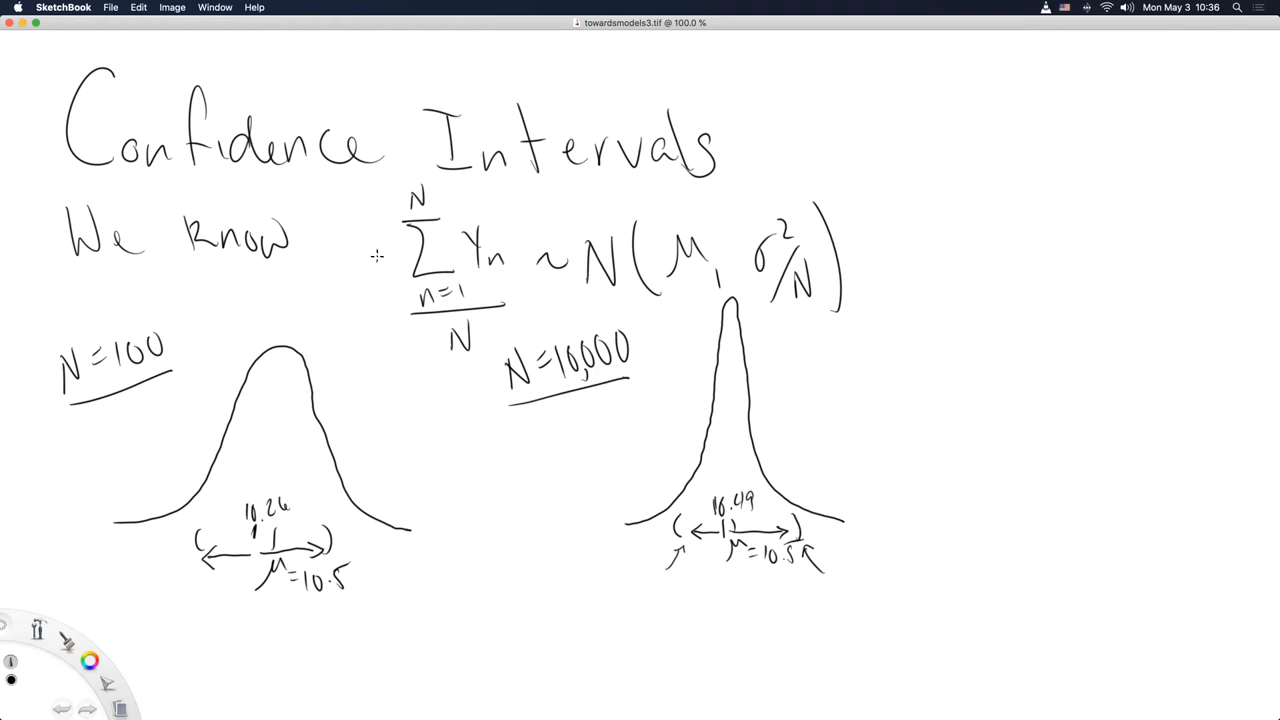 SketchBook File Edit Image Window Help Mon May 3 10:36
towardsmodels3.tif @ 100.0 %
Confidence Intervals
We know N Σ n=1 Yn / N ~ N(μ, σ²/N)
N=100 N=10,000
10.26 10.49
μ=10.5 μ=10.5